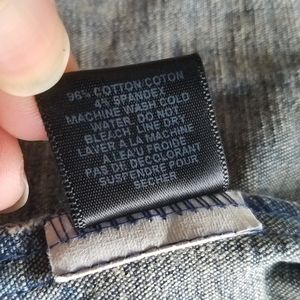 96% COTTON/COTON
4% SPANDEX
MACHINE WASH COLD
WATER. DO NOT
BLEACH. LINE DRY
LAVER A LA MACHINE
A LEAU FROIDE
PAS DE DECOLORANT
SUSPENDRE POUR
SECHER